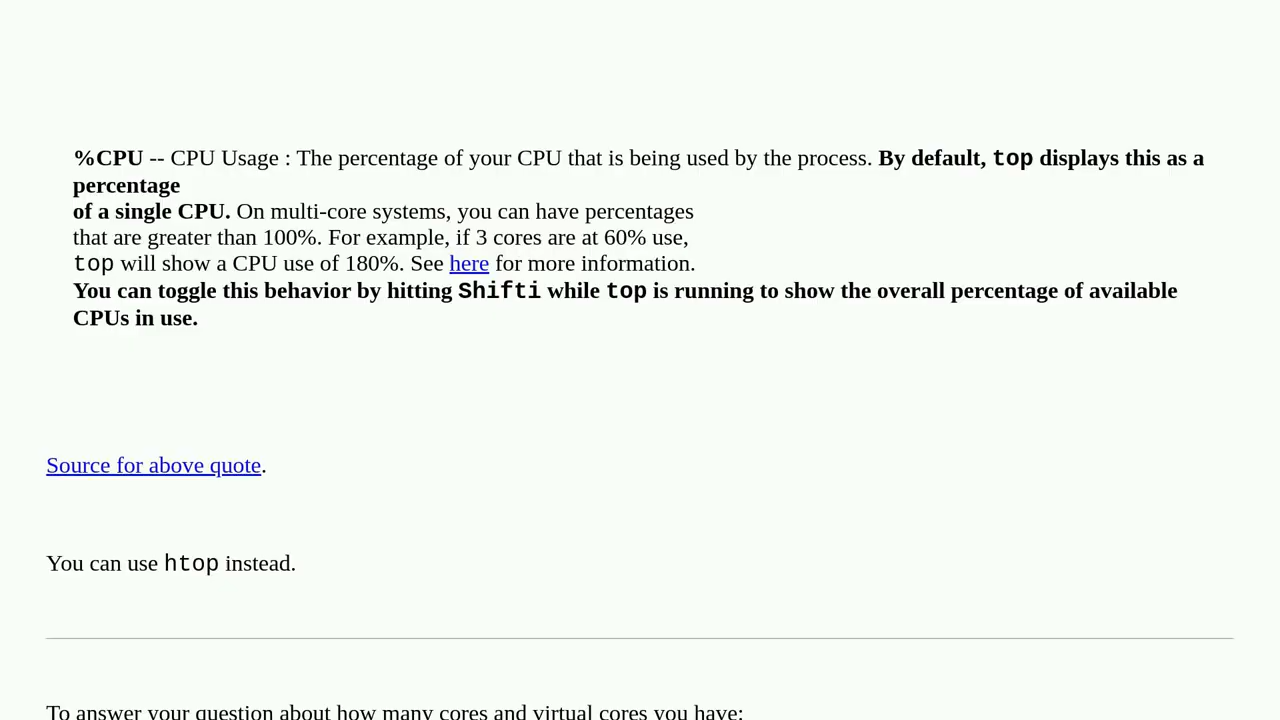 %CPU -- CPU Usage : The percentage of your CPU that is being used by the process. By default, top displays this as a
percentage
of a single CPU. On multi-core systems, you can have percentages
that are greater than 100%. For example, if 3 cores are at 60% use,
top will show a CPU use of 180%. See here for more information.
You can toggle this behavior by hitting Shifti while top is running to show the overall percentage of available
CPUs in use.
Source for above quote.
You can use htop instead.
To answer your question about how many cores and virtual cores you have: